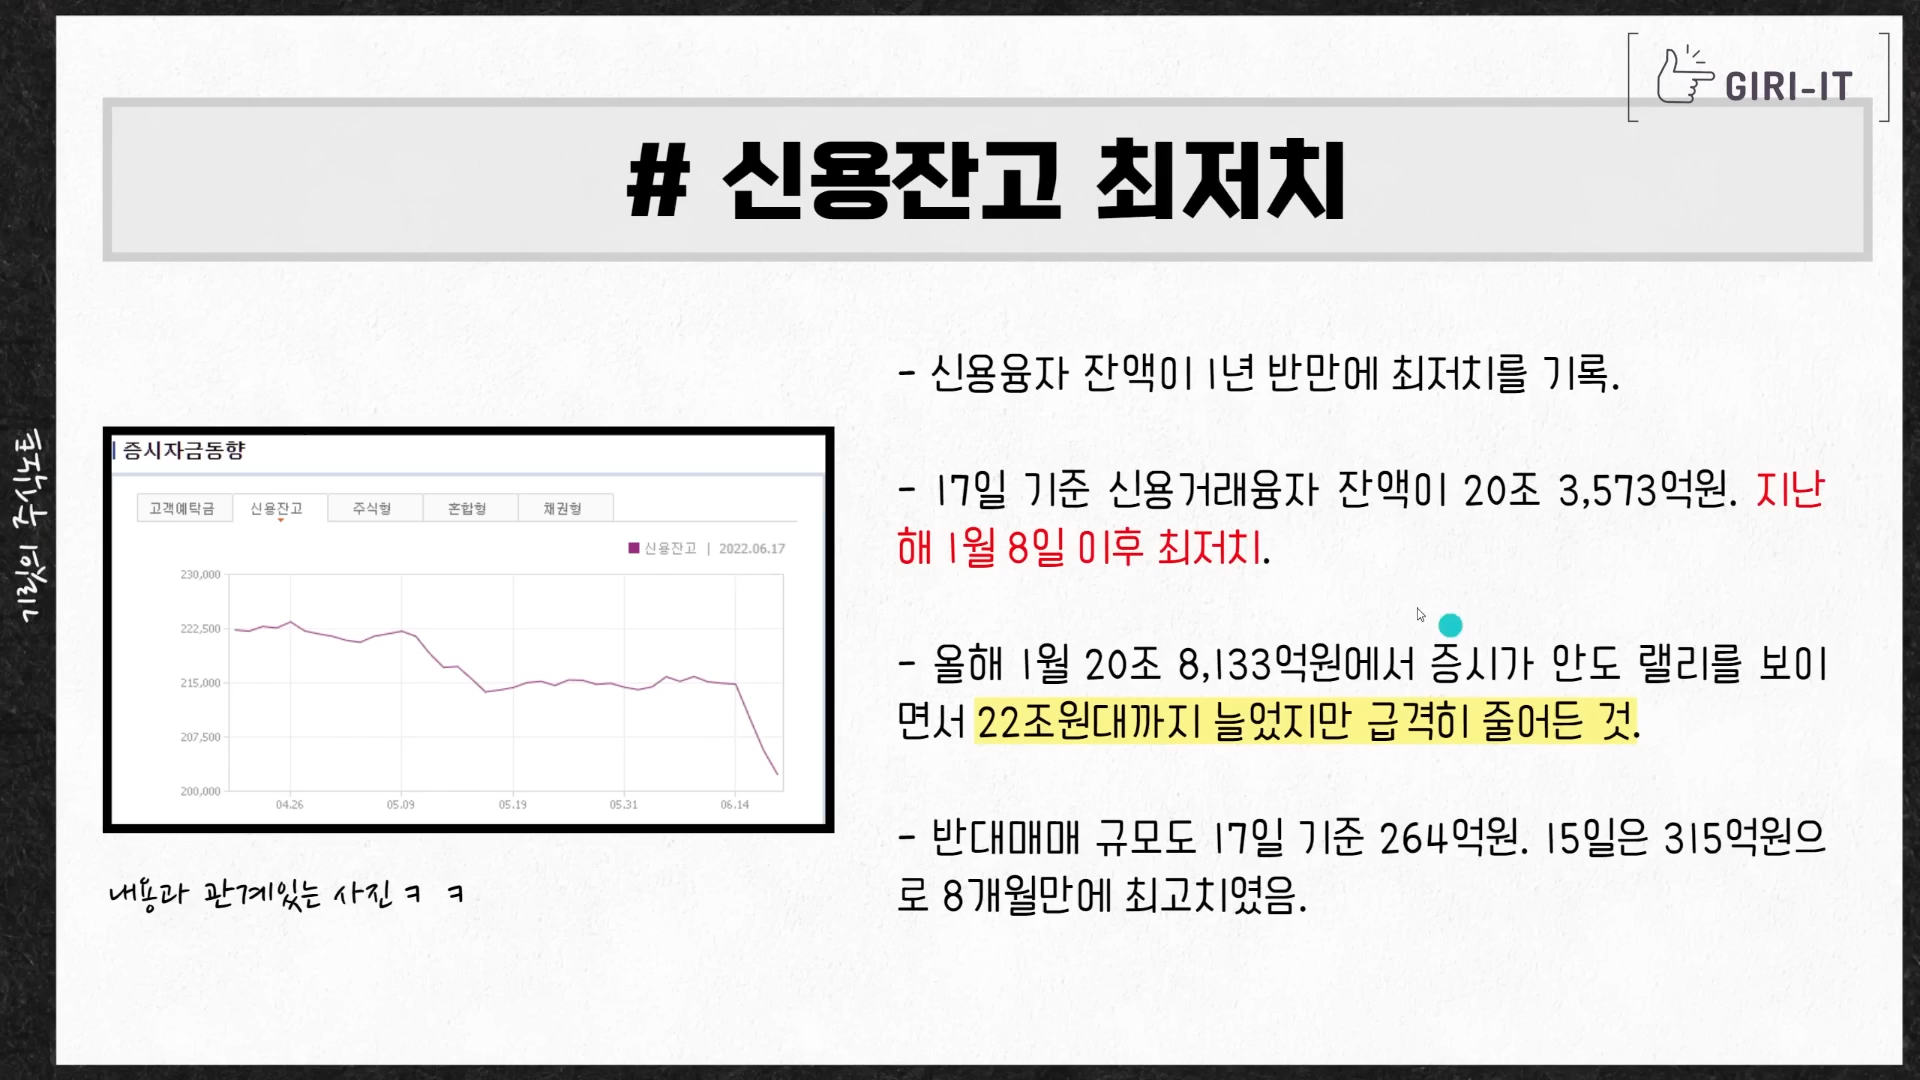 GIRI-IT
# 신용잔고 최저치
기릿의 주식노트
증시자금동향
고객예탁금 신용잔고 주식형 혼합형 채권형
신용잔고 | 2022.06.17
230,000
222,500
215,000
207,500
200,000
04.26 05.09 05.19 05.31 06.14
내용과 관계있는 사진ㅋ ㅋ
- 신용융자 잔액이 1년 반만에 최저치를 기록.
- 17일 기준 신용거래융자 잔액이 20조 3,573억원. 지난
해 1월 8일 이후 최저치.
- 올해 1월 20조 8,133억원에서 증시가 안도 랠리를 보이
면서 22조원대까지 늘었지만 급격히 줄어든 것.
- 반대매매 규모도 17일 기준 264억원. 15일은 315억원으
로 8개월만에 최고치였음.